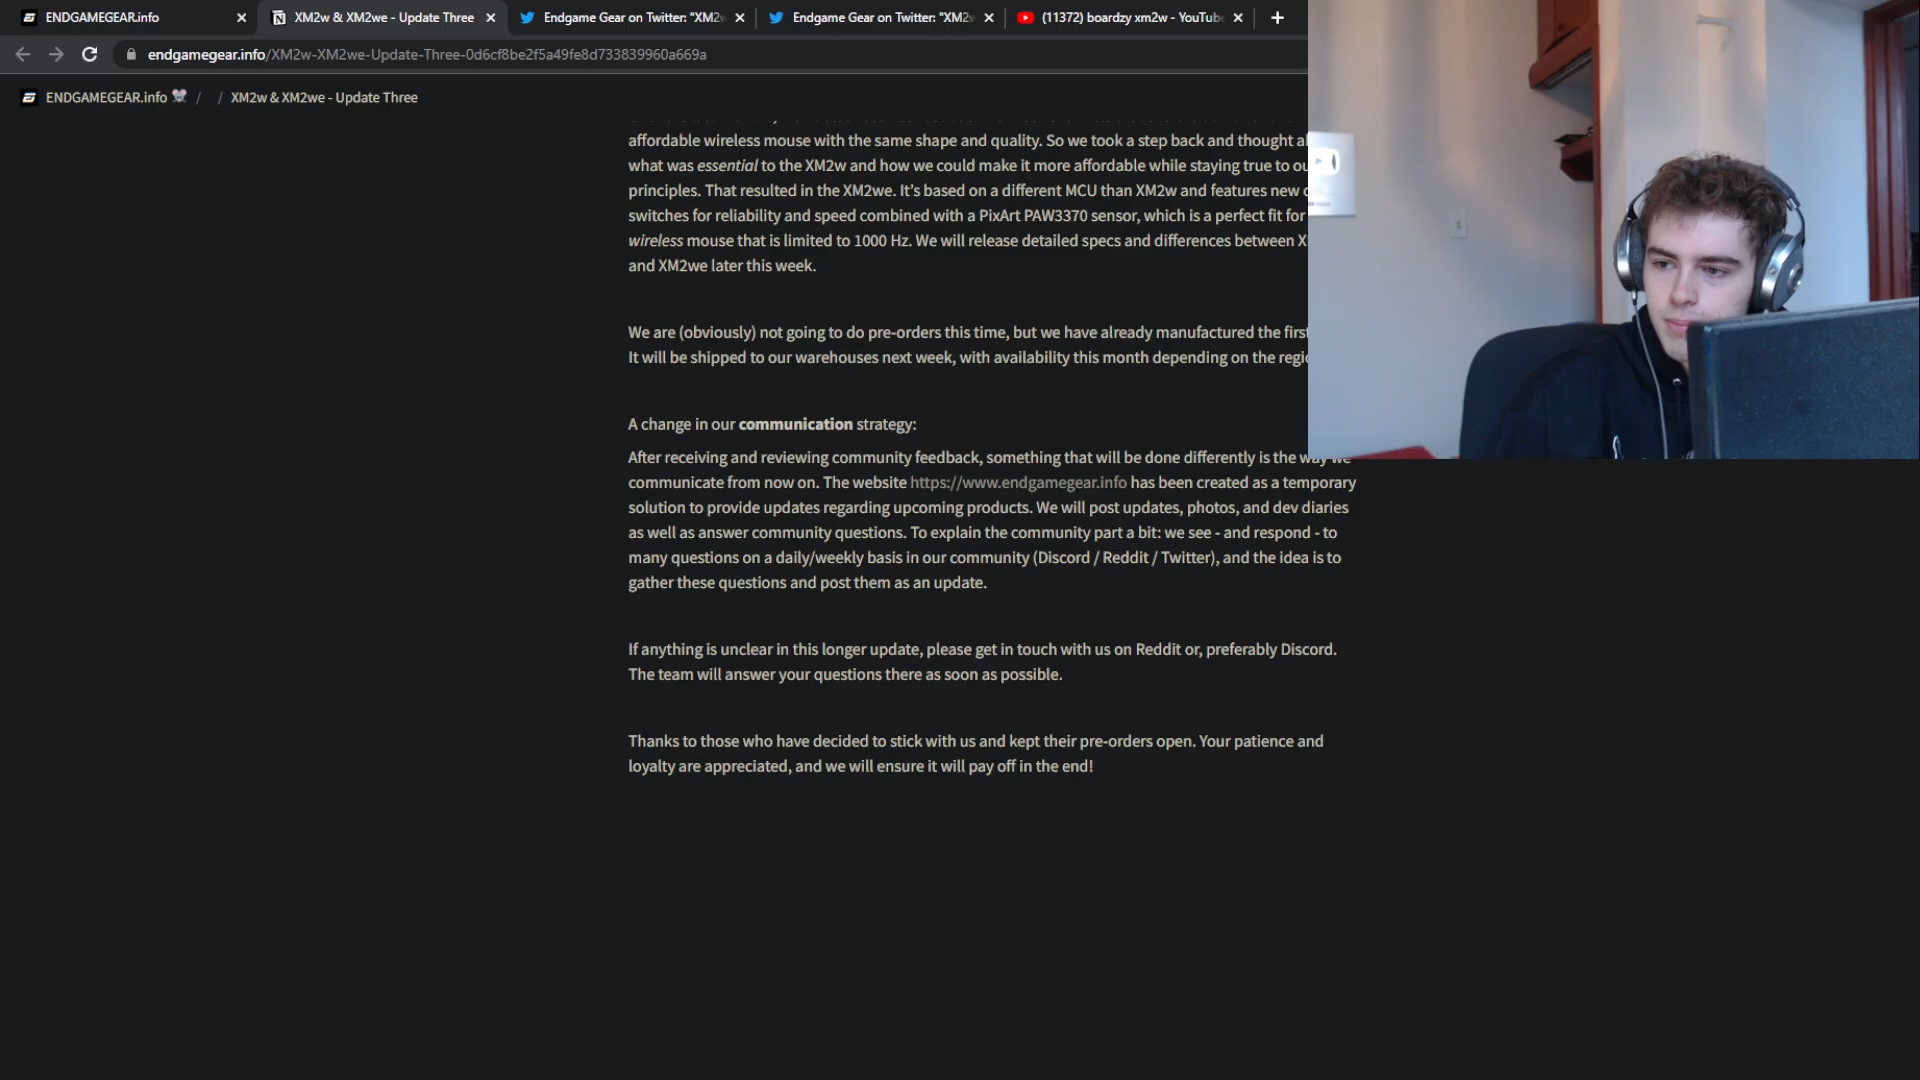 ENDGAMEGEAR.info
XM2w & XM2we - Update Three
Endgame Gear on Twitter: "XM2w
Endgame Gear on Twitter: "XM2w
(11372) boardzy xm2w - YouTube
endgamegear.info/XM2w-XM2we-Update-Three-0d6cf8be2f5a49fe8d733839960a669a
ENDGAMEGEAR.info / / XM2w & XM2we - Update Three
affordable wireless mouse with the same shape and quality. So we took a step back and thought
what was essential to the XM2w and how we could make it more affordable while staying true to
principles. That resulted in the XM2we. It's based on a different MCU than XM2w and features new
switches for reliability and speed combined with a PixArt PAW3370 sensor, which is a perfect fit for
wireless mouse that is limited to 1000 Hz. We will release detailed specs and differences between
and XM2we later this week.
We are (obviously) not going to do pre-orders this time, but we have already manufactured the first
It will be shipped to our warehouses next week, with availability this month depending on the
A change in our communication strategy:
After receiving and reviewing community feedback, something that will be done differently is the way we
communicate from now on. The website https://www.endgamegear.info has been created as a temporary
solution to provide updates regarding upcoming products. We will post updates, photos, and dev diaries
as well as answer community questions. To explain the community part a bit: we see - and respond - to
many questions on a daily/weekly basis in our community (Discord / Reddit / Twitter), and the idea is to
gather these questions and post them as an update.
If anything is unclear in this longer update, please get in touch with us on Reddit or, preferably Discord.
The team will answer your questions there as soon as possible.
Thanks to those who have decided to stick with us and kept their pre-orders open. Your patience and
loyalty are appreciated, and we will ensure it will pay off in the end!